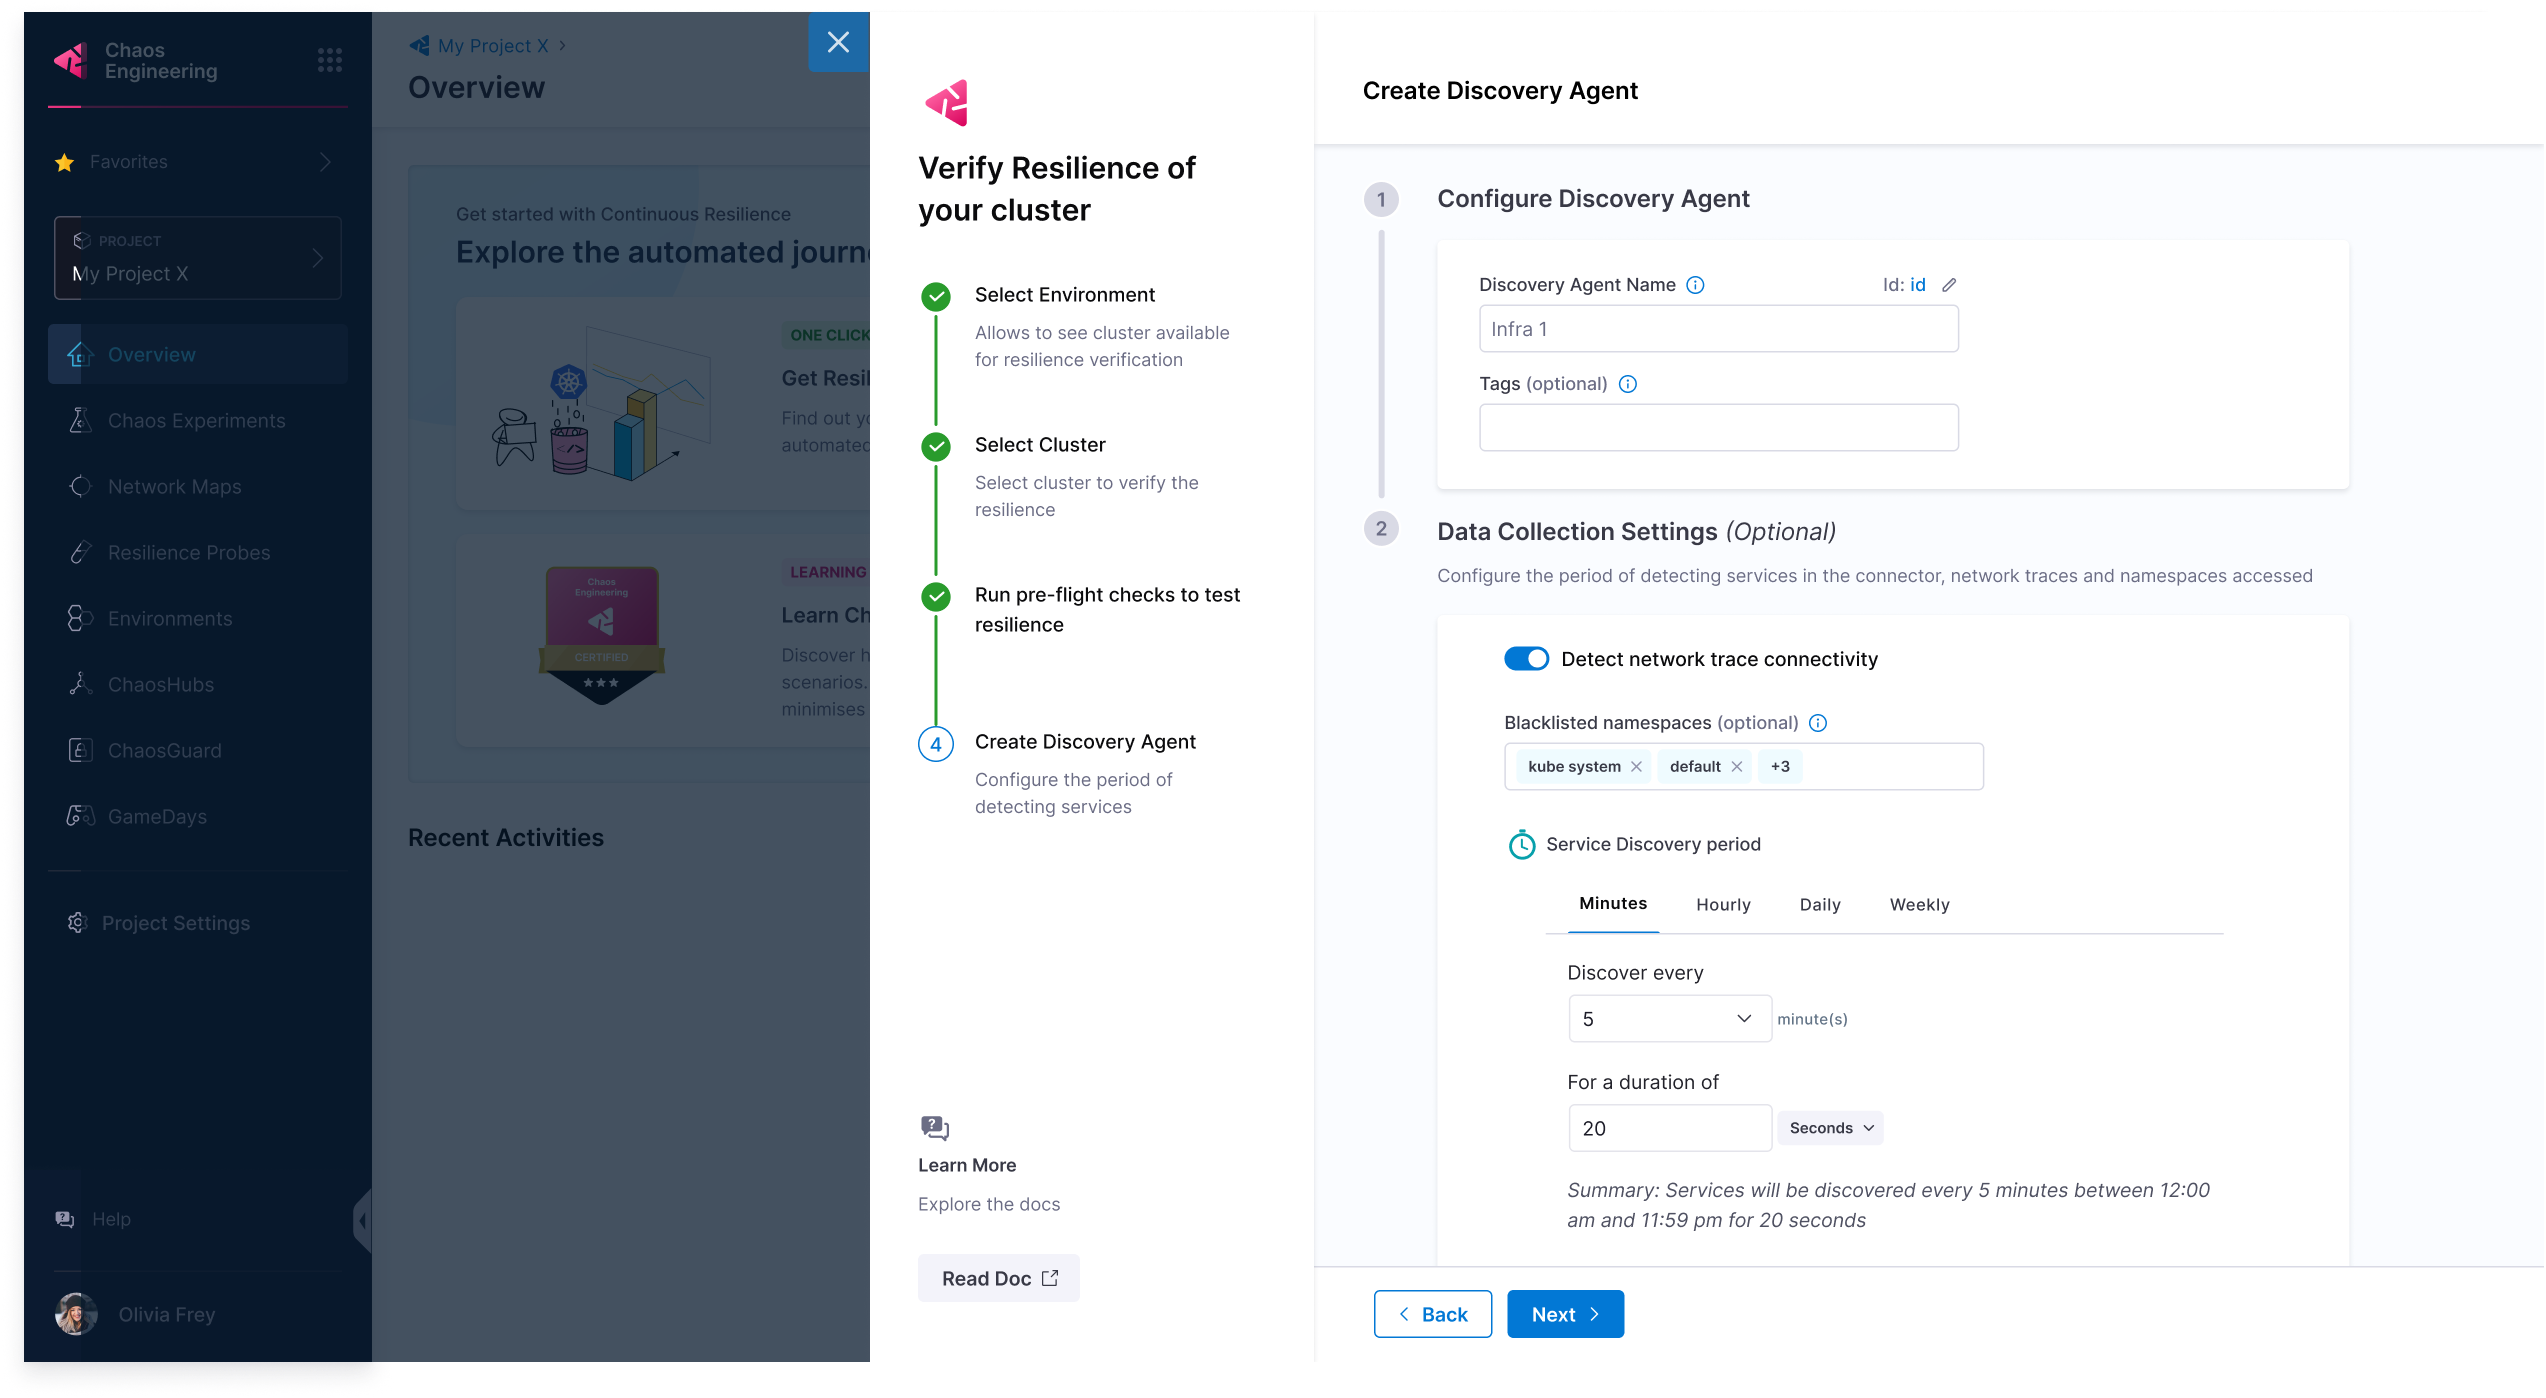 Chaos
Engineering
Favorites
PROJECT
My Project X
Overview
Chaos Experiments
Network Maps
Resilience Probes
Environments
ChaosHubs
ChaosGuard
GameDays
Project Settings
Help
Olivia Frey
My Project X
Overview
Get started with Continuous Resilience
Explore the automated journ
ONE CLICK
Get Resil
Find out yo
automated
Chaos
Engineering
CERTIFIED
LEARNING
Learn Ch
Discover h
scenarios.
minimises
Recent Activities
Verify Resilience of
your cluster
Select Environment
Allows to see cluster available
for resilience verification
Select Cluster
Select cluster to verify the
resilience
Run pre-flight checks to test
resilience
4
Create Discovery Agent
Configure the period of
detecting services
Learn More
Explore the docs
Read Doc
Create Discovery Agent
1
Configure Discovery Agent
Discovery Agent Name
Id: id
Infra 1
Tags (optional)
2
Data Collection Settings (Optional)
Configure the period of detecting services in the connector, network traces and namespaces accessed
Detect network trace connectivity
Blacklisted namespaces (optional)
kube system default +3
Service Discovery period
Minutes Hourly Daily Weekly
Discover every
5 minute(s)
For a duration of
20 Seconds
Summary: Services will be discovered every 5 minutes between 12:00
am and 11:59 pm for 20 seconds
Back Next